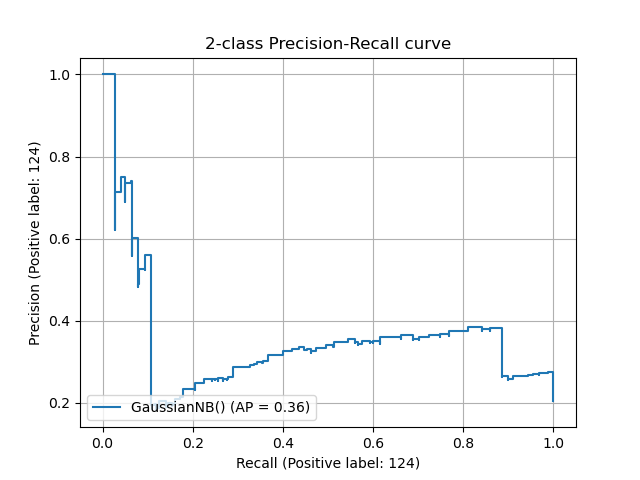 2-class Precision-Recall curve
Precision (Positive label: 124)
1.0
0.8
0.6
0.4
0.2
GaussianNB() (AP = 0.36)
0.0 0.2 0.4 0.6 0.8 1.0
Recall (Positive label: 124)